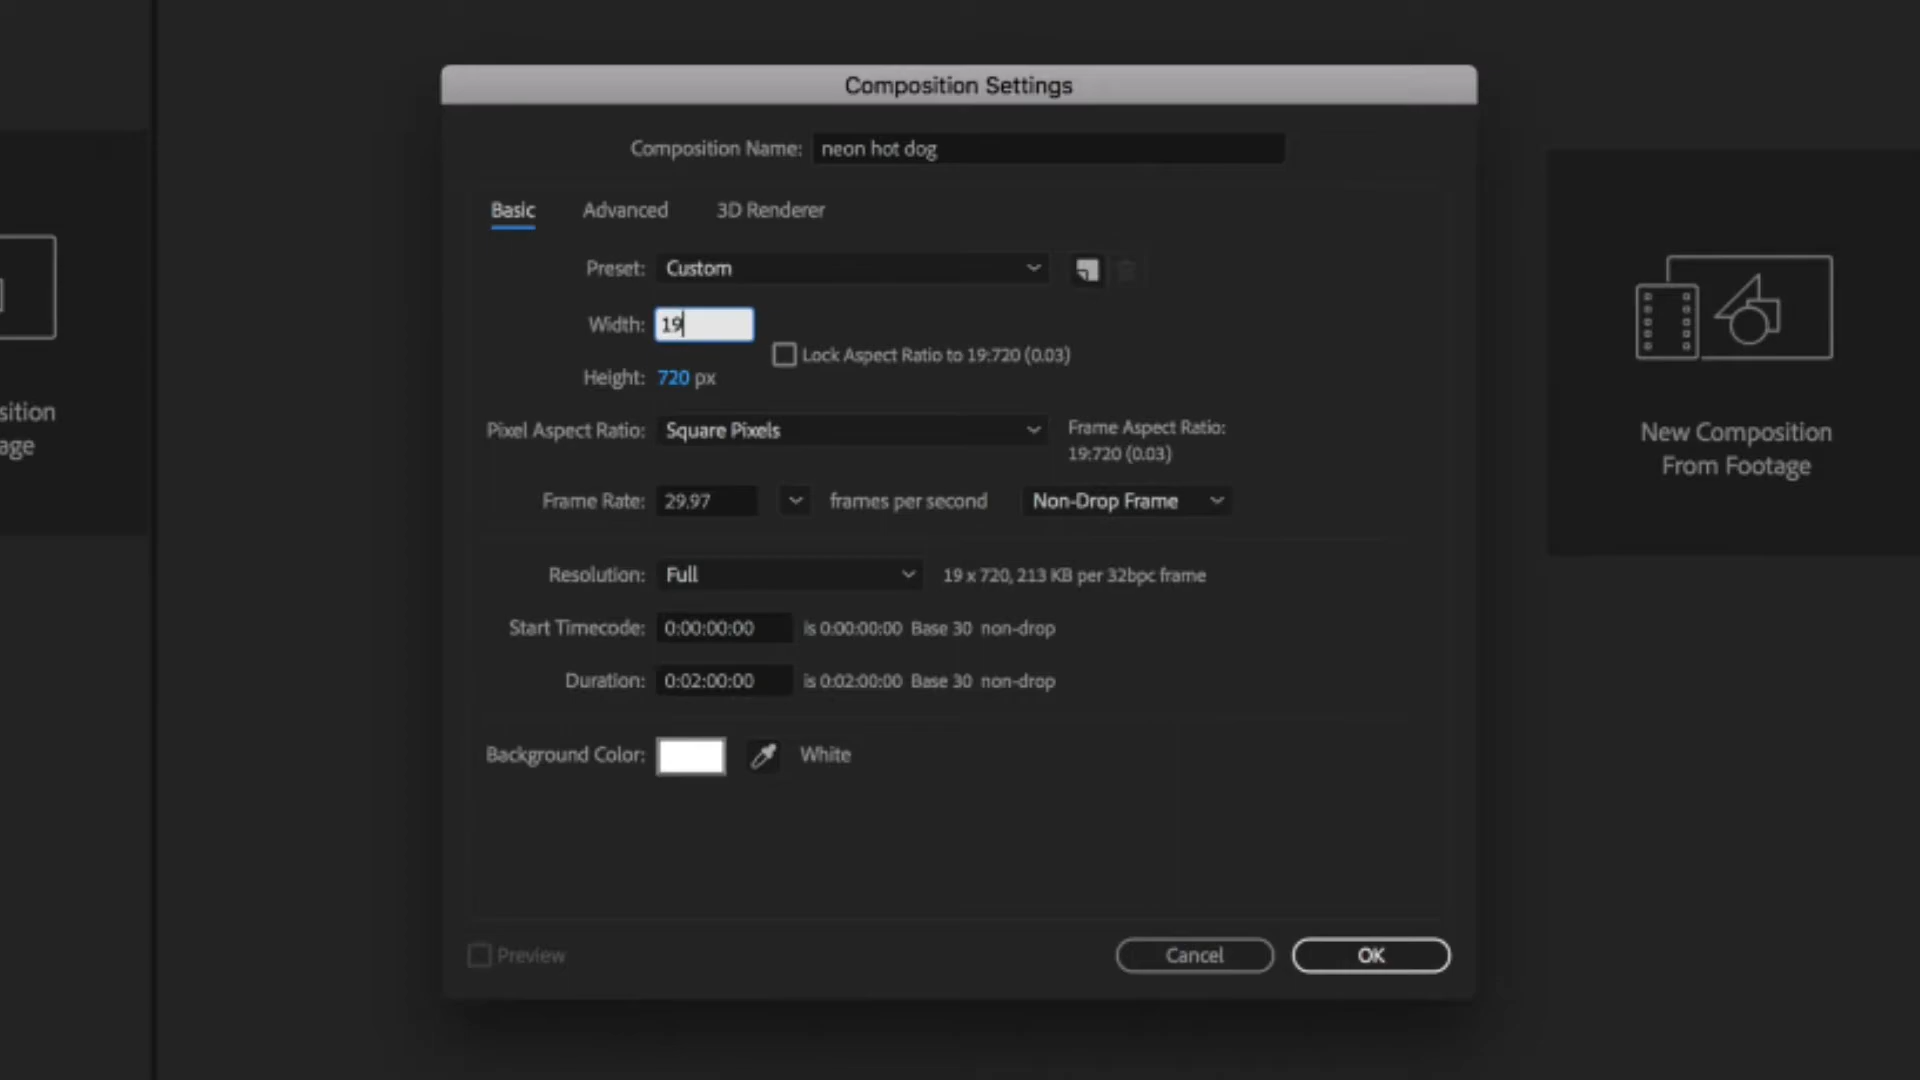 Composition Settings
Composition Name: neon hot dog
Basic Advanced 3D Renderer
Preset: Custom
Width: 19
Lock Aspect Ratio to 19:720 (0.03)
Height: 720 px
Pixel Aspect Ratio: Square Pixels
Frame Aspect Ratio:
19:720 (0.03)
Frame Rate: 29.97 frames per second Non-Drop Frame
Resolution: Full 19 x 720, 213 KB per 32bpc frame
Start Timecode: 0:00:00:00 is 0:00:00:00 Base 30 non-drop
Duration: 0:02:00:00 is 0:02:00:00 Base 30 non-drop
Background Color: White
Preview Cancel OK
sition
age
New Composition
From Footage